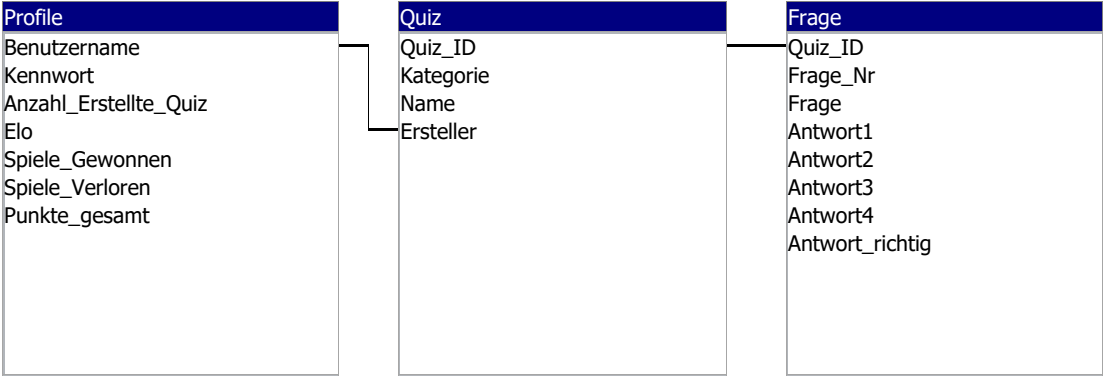 Profile
Benutzername
Kennwort
Anzahl_Erstellte_Quiz
Elo
Spiele_Gewonnen
Spiele_Verloren
Punkte_gesamt
Quiz
Quiz_ID
Kategorie
Name
Ersteller
Frage
Quiz_ID
Frage_Nr
Frage
Antwort1
Antwort2
Antwort3
Antwort4
Antwort_richtig